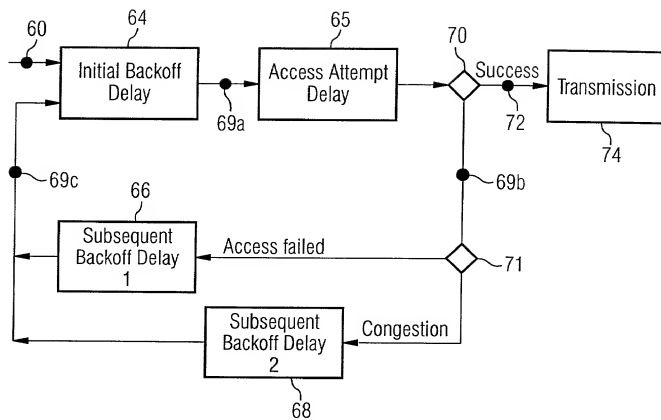 60
64
Initial Backoff
Delay
69a
65
Access Attempt
Delay
70
Success
72
Transmission
74
69c
69b
66
Subsequent
Backoff Delay
1
Access failed
71
Subsequent
Backoff Delay
2
Congestion
68